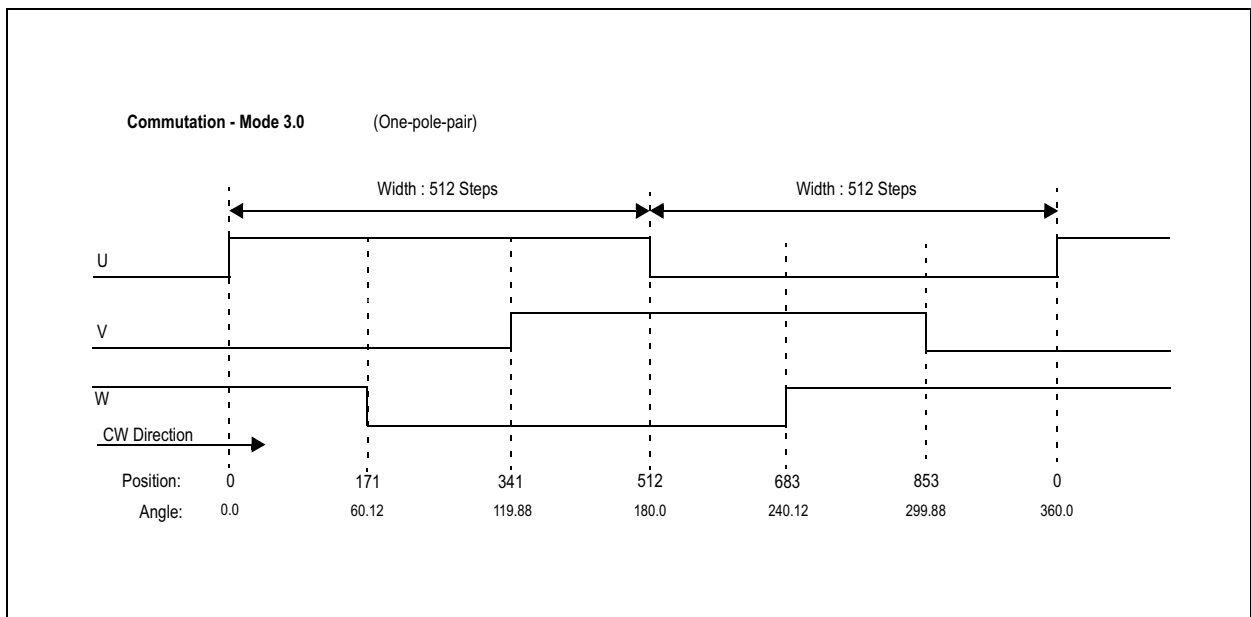 Commutation - Mode 3.0 (One-pole-pair)
Width : 512 Steps Width : 512 Steps
U
V
W
CW Direction
Position: 0 171 341 512 683 853 0
Angle: 0.0 60.12 119.88 180.0 240.12 299.88 360.0